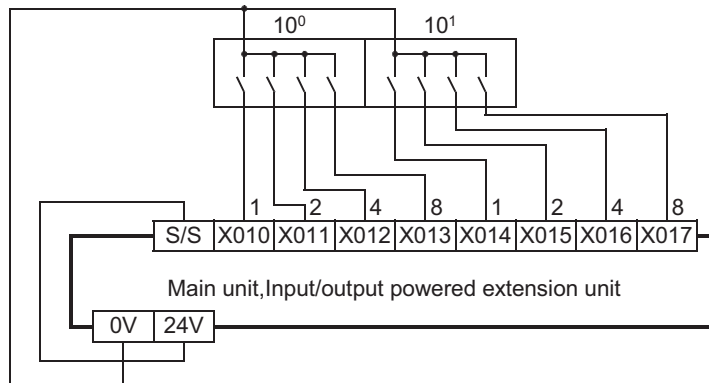 10⁰ 10¹
1 2 4 8 1 2 4 8
S/S X010 X011 X012 X013 X014 X015 X016 X017
Main unit,Input/output powered extension unit
0V 24V